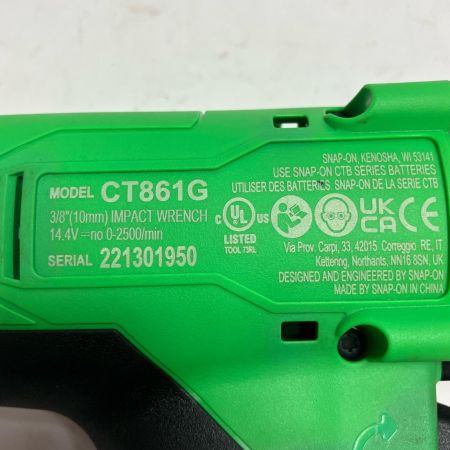 MODEL CT861G
3/8"(10mm) IMPACT WRENCH
14.4V⎓no 0-2500/min
SERIAL 221301950
C UL US
LISTED
TOOL 73RL
SNAP-ON, KENOSHA, WI 53141
USE SNAP-ON CTB SERIES BATTERIES
UTILISER DES BATTERIES SNAP-ON DE LA SERIE CTB
UK
CA CE
Via Prov. Carpi, 33, 42015 Correggio RE, IT
Kettering, Northants, NN16 8SN, UK
DESIGNED AND ENGINEERED BY SNAP-ON
MADE BY SNAP-ON IN CHINA